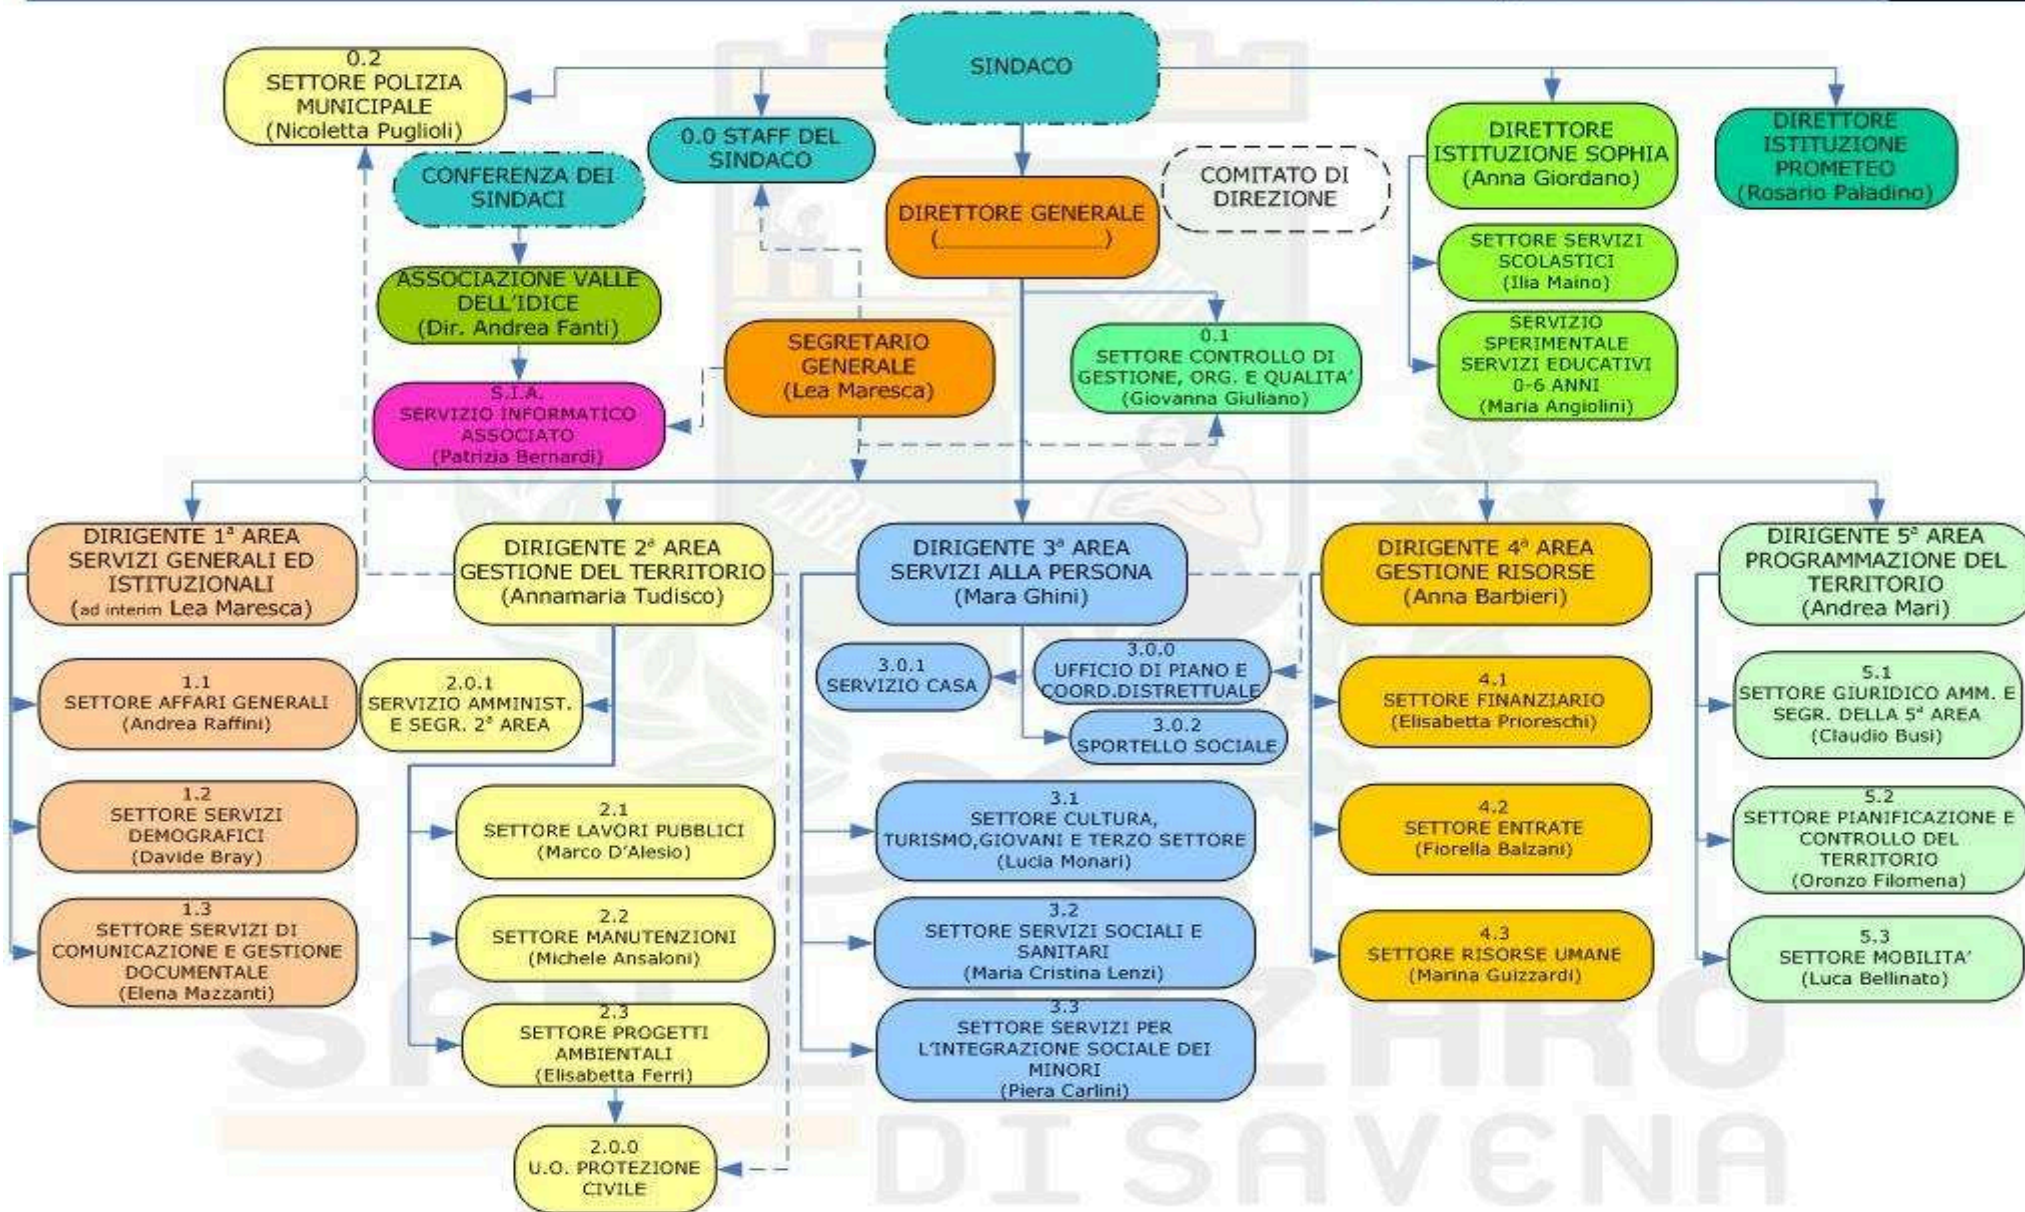 SINDACO
0.2
SETTORE POLIZIA
MUNICIPALE
(Nicoletta Puglioli)
0.0 STAFF DEL
SINDACO
DIRETTORE
ISTITUZIONE SOPHIA
(Anna Giordano)
DIRETTORE
ISTITUZIONE
PROMETEO
(Rosario Paladino)
CONFERENZA DEI
SINDACI
DIRETTORE GENERALE
(______________)
COMITATO DI
DIREZIONE
SETTORE SERVIZI
SCOLASTICI
(Ilia Maino)
ASSOCIAZIONE VALLE
DELL'IDICE
(Dir. Andrea Fanti)
SEGRETARIO
GENERALE
(Lea Maresca)
0.1
SETTORE CONTROLLO DI
GESTIONE, ORG. E QUALITA'
(Giovanna Giuliano)
SERVIZIO
SPERIMENTALE
SERVIZI EDUCATIVI
0-6 ANNI
(Maria Angiolini)
S.I.A.
SERVIZIO INFORMATICO
ASSOCIATO
(Patrizia Bernardi)
DIRIGENTE 1ª AREA
SERVIZI GENERALI ED
ISTITUZIONALI
(ad interim Lea Maresca)
DIRIGENTE 2ª AREA
GESTIONE DEL TERRITORIO
(Annamaria Tudisco)
DIRIGENTE 3ª AREA
SERVIZI ALLA PERSONA
(Mara Ghini)
DIRIGENTE 4ª AREA
GESTIONE RISORSE
(Anna Barbieri)
DIRIGENTE 5ª AREA
PROGRAMMAZIONE DEL
TERRITORIO
(Andrea Mari)
1.1
SETTORE AFFARI GENERALI
(Andrea Raffini)
1.2
SETTORE SERVIZI
DEMOGRAFICI
(Davide Bray)
1.3
SETTORE SERVIZI DI
COMUNICAZIONE E GESTIONE
DOCUMENTALE
(Elena Mazzanti)
2.0.1
SERVIZIO AMMINIST.
E SEGR. 2ª AREA
2.1
SETTORE LAVORI PUBBLICI
(Marco D'Alesio)
2.2
SETTORE MANUTENZIONI
(Michele Ansaloni)
2.3
SETTORE PROGETTI
AMBIENTALI
(Elisabetta Ferri)
2.0.0
U.O. PROTEZIONE
CIVILE
3.0.1
SERVIZIO CASA
3.0.0
UFFICIO DI PIANO E
COORD.DISTRETTUALE
3.0.2
SPORTELLO SOCIALE
3.1
SETTORE CULTURA,
TURISMO,GIOVANI E TERZO SETTORE
(Lucia Monari)
3.2
SETTORE SERVIZI SOCIALI E
SANITARI
(Maria Cristina Lenzi)
3.3
SETTORE SERVIZI PER
L'INTEGRAZIONE SOCIALE DEI
MINORI
(Piera Carlini)
4.1
SETTORE FINANZIARIO
(Elisabetta Prioreschi)
4.2
SETTORE ENTRATE
(Fiorella Balzani)
4.3
SETTORE RISORSE UMANE
(Marina Guizzardi)
5.1
SETTORE GIURIDICO AMM. E
SEGR. DELLA 5ª AREA
(Claudio Busi)
5.2
SETTORE PIANIFICAZIONE E
CONTROLLO DEL
TERRITORIO
(Oronzo Filomena)
5.3
SETTORE MOBILITA'
(Luca Bellinato)
DI SAVENA